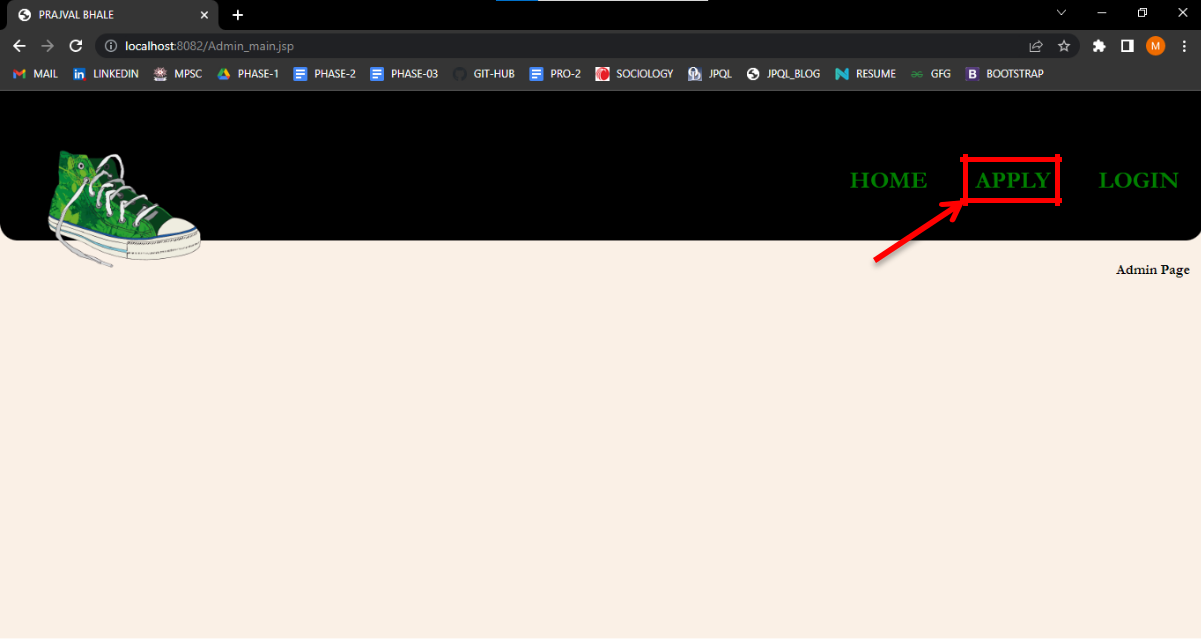 PRAJVAL BHALE
localhost:8082/Admin_main.jsp
M
MAIL LINKEDIN MPSC PHASE-1 PHASE-2 PHASE-03 GIT-HUB PRO-2 SOCIOLOGY JPQL JPQL_BLOG RESUME GFG B BOOTSTRAP
HOME APPLY LOGIN
Admin Page